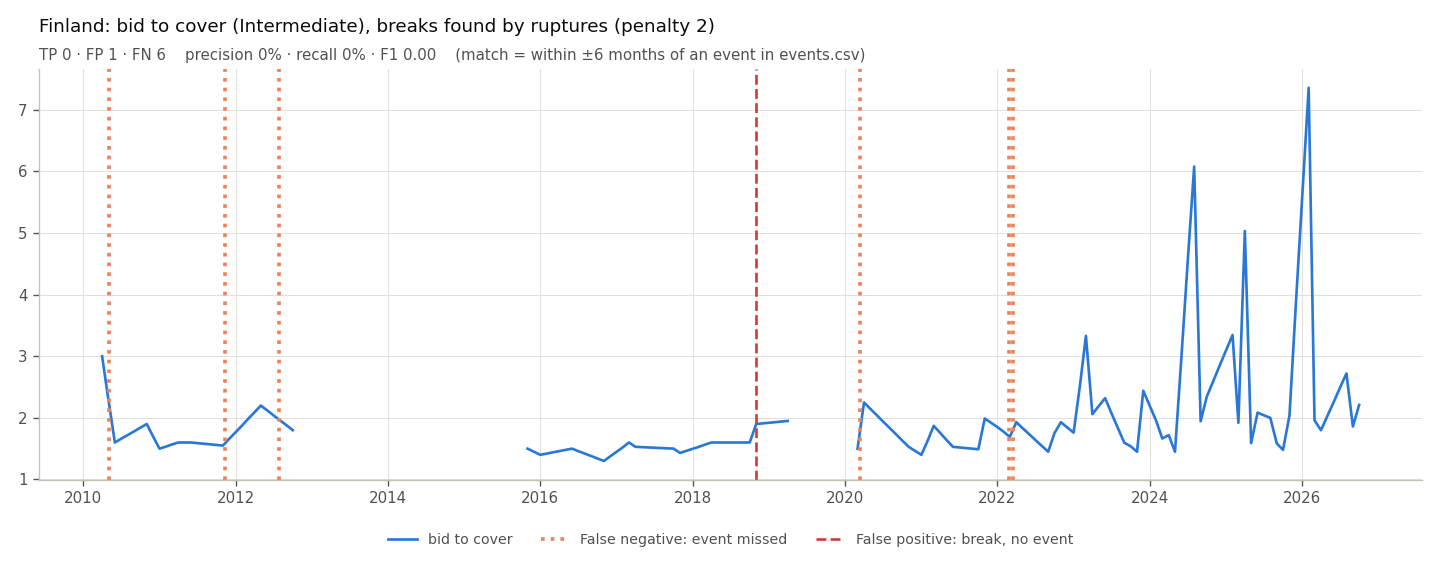 Finland: bid to cover (Intermediate), breaks found by ruptures (penalty 2)
TP 0 · FP 1 · FN 6    precision 0% · recall 0% · F1 0.00    (match = within ±6 months of an event in events.csv)
7
6
5
4
3
2
1
2010 2012 2014 2016 2018 2020 2022 2024 2026
bid to cover    False negative: event missed    False positive: break, no event